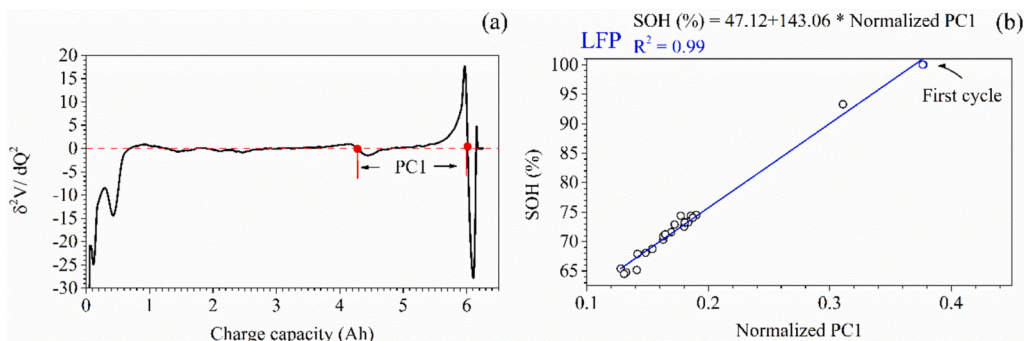 (a)
20
15
10
5
0
-5
-10
-15
-20
-25
-30
δ²V/ dQ²
PC1
0 1 2 3 4 5 6
Charge capacity (Ah)
SOH (%) = 47.12+143.06 * Normalized PC1
(b)
LFP R² = 0.99
100
95
90
85
80
75
70
65
SOH (%)
First cycle
0.1 0.2 0.3 0.4
Normalized PC1